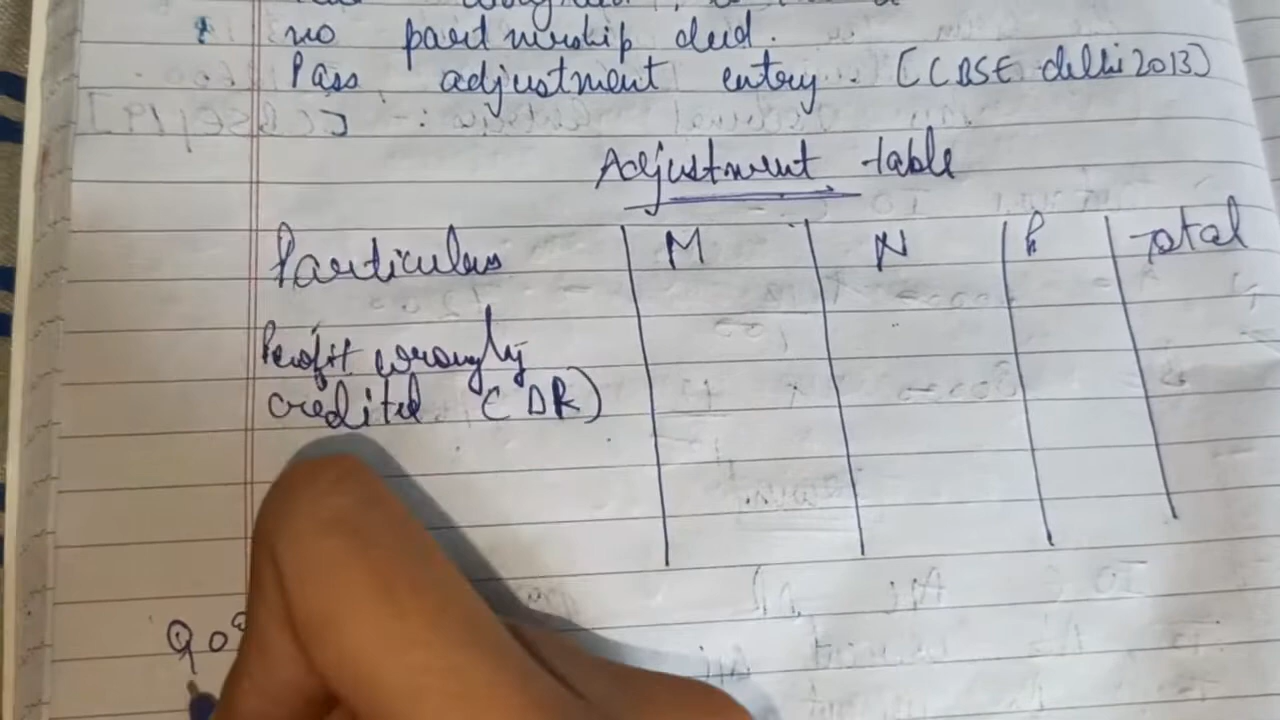 no partnership deed.
Pass adjustment entry. (CBSE delhi 2013)
Adjustment table
Particulars M N P Total
Profit wrongly
credited (DR)